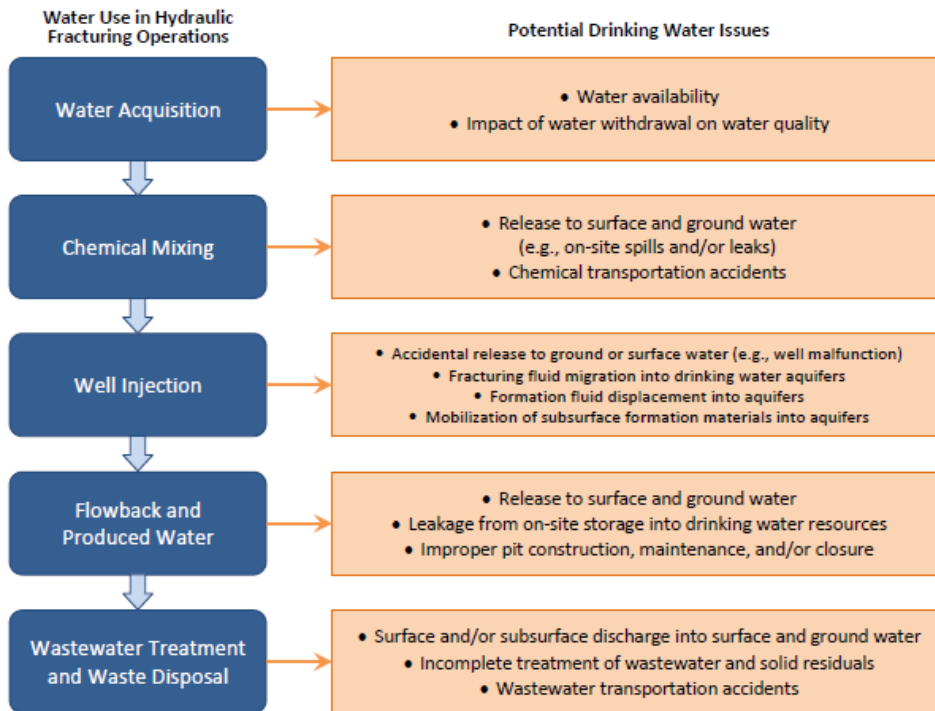 Water Use in Hydraulic
Fracturing Operations
Potential Drinking Water Issues
Water Acquisition
• Water availability
• Impact of water withdrawal on water quality
Chemical Mixing
• Release to surface and ground water
(e.g., on-site spills and/or leaks)
• Chemical transportation accidents
Well Injection
• Accidental release to ground or surface water (e.g., well malfunction)
• Fracturing fluid migration into drinking water aquifers
• Formation fluid displacement into aquifers
• Mobilization of subsurface formation materials into aquifers
Flowback and
Produced Water
• Release to surface and ground water
• Leakage from on-site storage into drinking water resources
• Improper pit construction, maintenance, and/or closure
Wastewater Treatment
and Waste Disposal
• Surface and/or subsurface discharge into surface and ground water
• Incomplete treatment of wastewater and solid residuals
• Wastewater transportation accidents